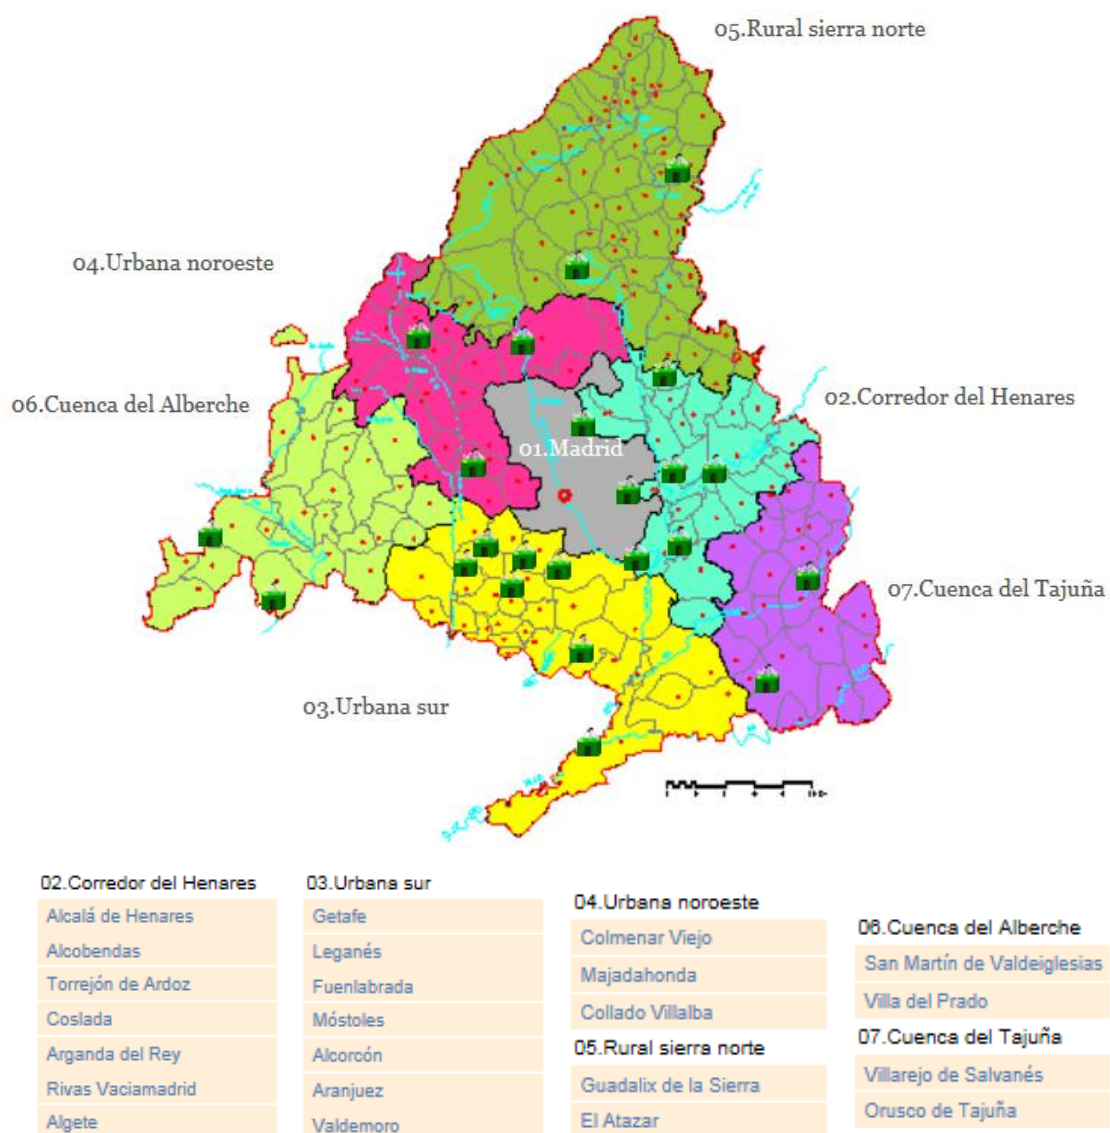 05.Rural sierra norte
04.Urbana noroeste
06.Cuenca del Alberche
02.Corredor del Henares
01.Madrid
07.Cuenca del Tajuña
03.Urbana sur
02.Corredor del Henares
Alcalá de Henares
Alcobendas
Torrejón de Ardoz
Coslada
Arganda del Rey
Rivas Vaciamadrid
Algete
03.Urbana sur
Getafe
Leganés
Fuenlabrada
Móstoles
Alcorcón
Aranjuez
Valdemoro
04.Urbana noroeste
Colmenar Viejo
Majadahonda
Collado Villalba
05.Rural sierra norte
Guadalix de la Sierra
El Atazar
06.Cuenca del Alberche
San Martín de Valdeiglesias
Villa del Prado
07.Cuenca del Tajuña
Villarejo de Salvanés
Orusco de Tajuña